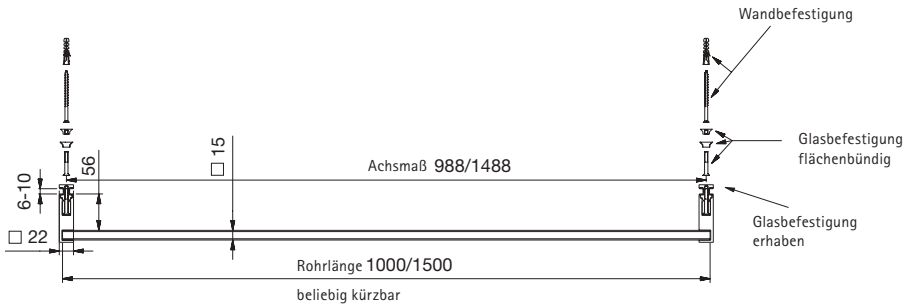 Wandbefestigung
Glasbefestigung
flächenbündig
□ 15
56
Achsmaß 988/1488
6-10
Glasbefestigung
erhaben
□ 22
Rohrlänge 1000/1500
beliebig kürzbar